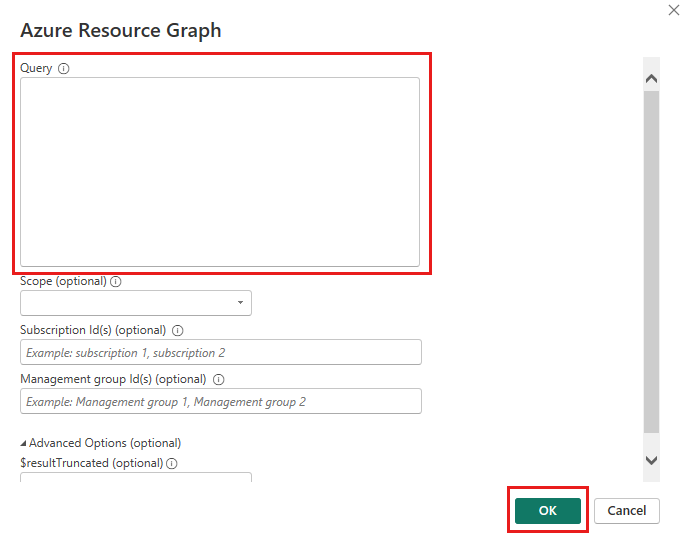 Azure Resource Graph
Query
Scope (optional)
Subscription Id(s) (optional)
Example: subscription 1, subscription 2
Management group Id(s) (optional)
Example: Management group 1, Management group 2
Advanced Options (optional)
$resultTruncated (optional)
OK Cancel